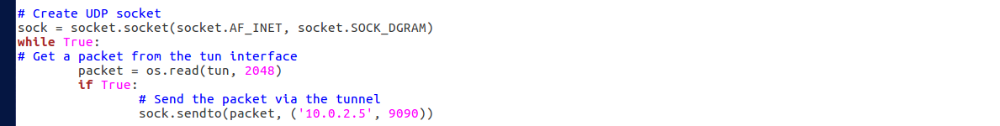 # Create UDP socket
sock = socket.socket(socket.AF_INET, socket.SOCK_DGRAM)
while True:
# Get a packet from the tun interface
        packet = os.read(tun, 2048)
        if True:
                # Send the packet via the tunnel
                sock.sendto(packet, ('10.0.2.5', 9090))